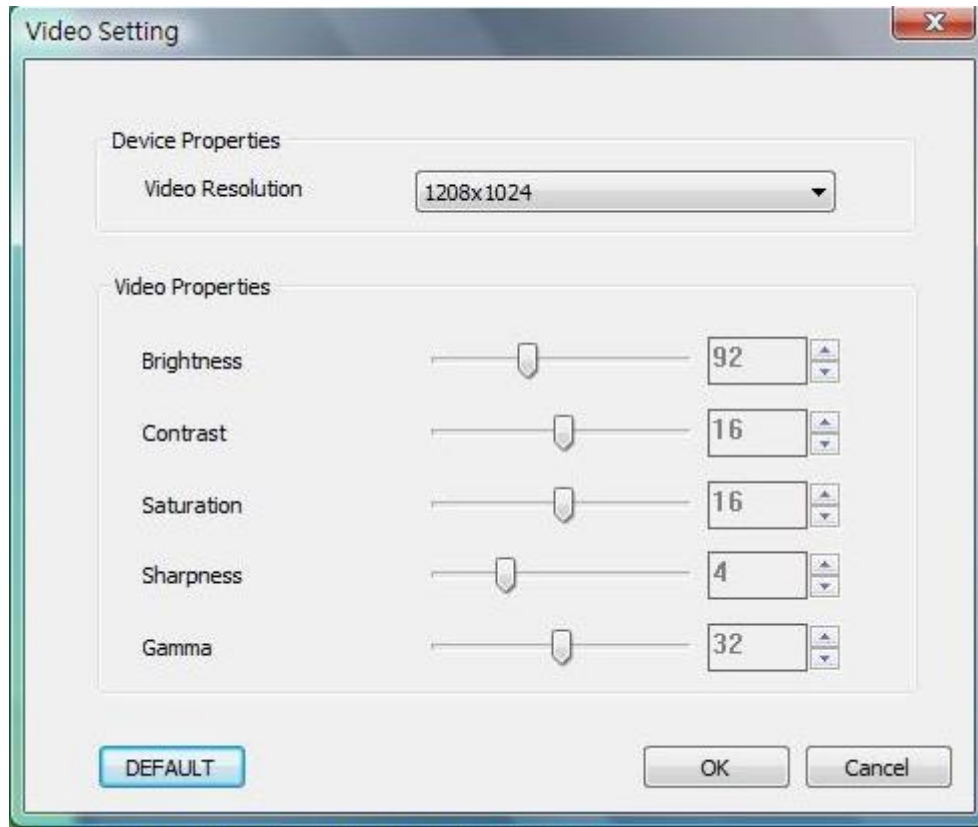 Video Setting
Device Properties
Video Resolution 1208x1024
Video Properties
Brightness 92
Contrast 16
Saturation 16
Sharpness 4
Gamma 32
DEFAULT OK Cancel